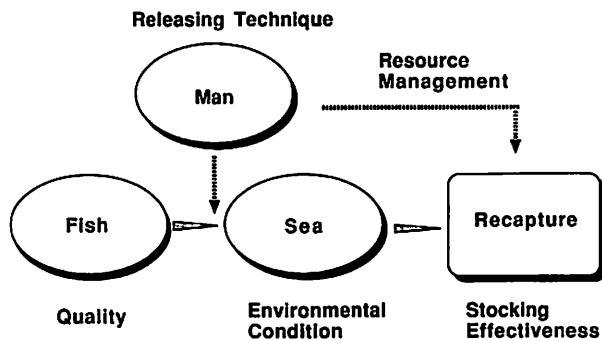 Releasing Technique
Man
Resource
Management
Fish
Sea
Recapture
Quality
Environmental
Condition
Stocking
Effectiveness